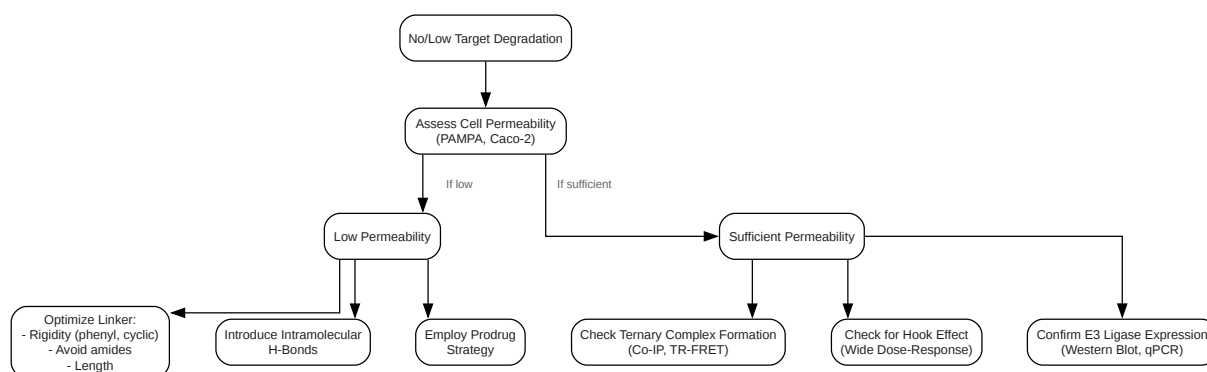 No/Low Target Degradation
Assess Cell Permeability
(PAMPA, Caco-2)
If low
If sufficient
Low Permeability
Sufficient Permeability
Optimize Linker:
- Rigidity (phenyl, cyclic)
- Avoid amides
- Length
Introduce Intramolecular
H-Bonds
Employ Prodrug
Strategy
Check Ternary Complex Formation
(Co-IP, TR-FRET)
Check for Hook Effect
(Wide Dose-Response)
Confirm E3 Ligase Expression
(Western Blot, qPCR)